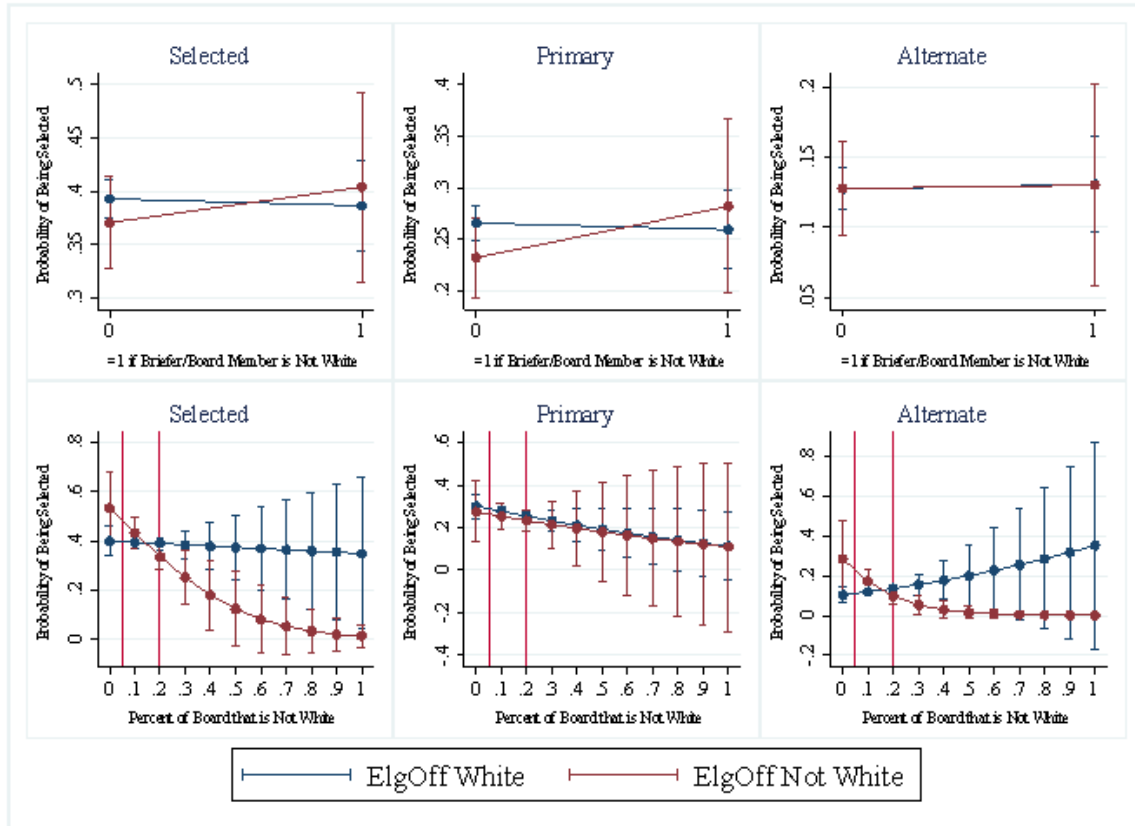 Selected
Primary
Alternate
Probability of Being Selected
.5
.45
.4
.35
.3
0
1
=1 if Briefer/Board Member is Not White
Probability of Being Selected
.4
.35
.3
.25
.2
0
1
=1 if Briefer/Board Member is Not White
Probability of Being Selected
.2
.15
.1
.05
0
1
=1 if Briefer/Board Member is Not White
Selected
Primary
Alternate
Probability of Being Selected
.8
.6
.4
.2
0
0 .1 .2 .3 .4 .5 .6 .7 .8 .9 1
Percent of Board that is Not White
Probability of Being Selected
.6
.4
.2
0
-.2
-.4
0 .1 .2 .3 .4 .5 .6 .7 .8 .9 1
Percent of Board that is Not White
Probability of Being Selected
.8
.6
.4
.2
0
-.2
0 .1 .2 .3 .4 .5 .6 .7 .8 .9 1
Percent of Board that is Not White
ElgOff White
ElgOff Not White